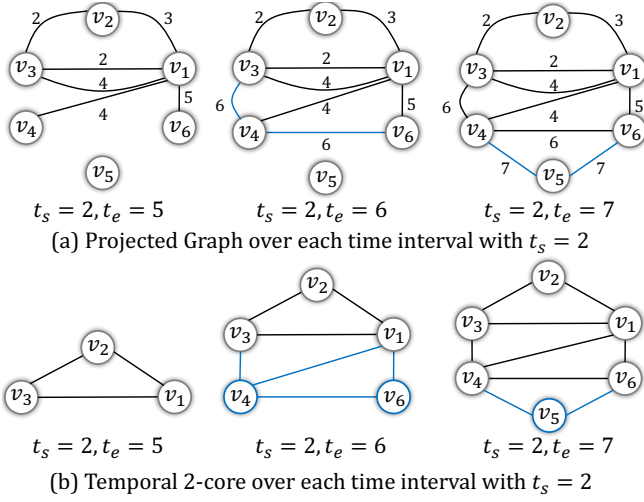 2 v₂ 3 2 v₂ 3 2 v₂ 3
v₃ 2 v₁ v₃ 2 v₁ v₃ 2 v₁
4 4 4
4 5 6 4 5 6 4 5
v₄ v₆ v₄ v₆ v₄ v₆
6 6
7 7
v₅ v₅ v₅
tₛ = 2, tₑ = 5 tₛ = 2, tₑ = 6 tₛ = 2, tₑ = 7
(a) Projected Graph over each time interval with tₛ = 2
v₂ v₂ v₂
v₃ v₁ v₃ v₁ v₃ v₁
v₄ v₆ v₄ v₆
v₅
tₛ = 2, tₑ = 5 tₛ = 2, tₑ = 6 tₛ = 2, tₑ = 7
(b) Temporal 2-core over each time interval with tₛ = 2